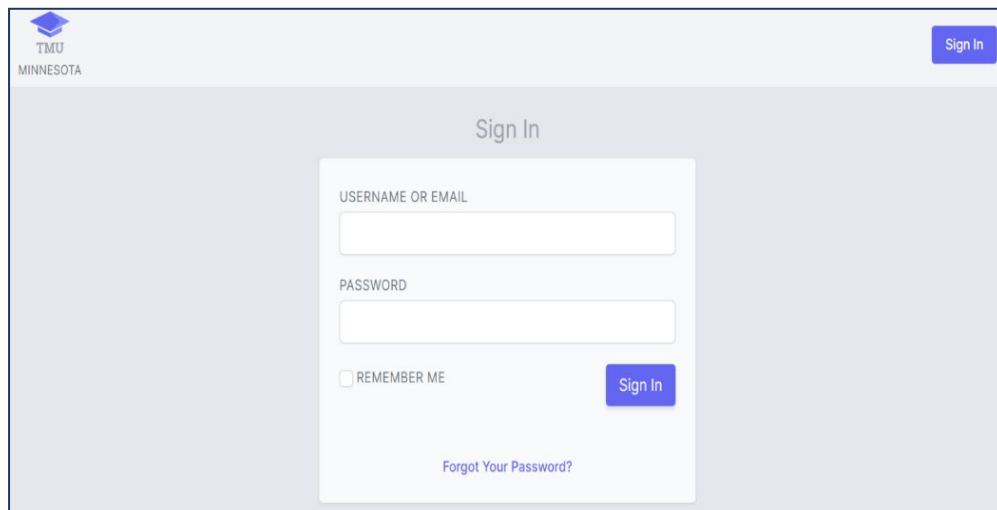 TMU
MINNESOTA
Sign In
Sign In
USERNAME OR EMAIL
PASSWORD
REMEMBER ME
Sign In
Forgot Your Password?